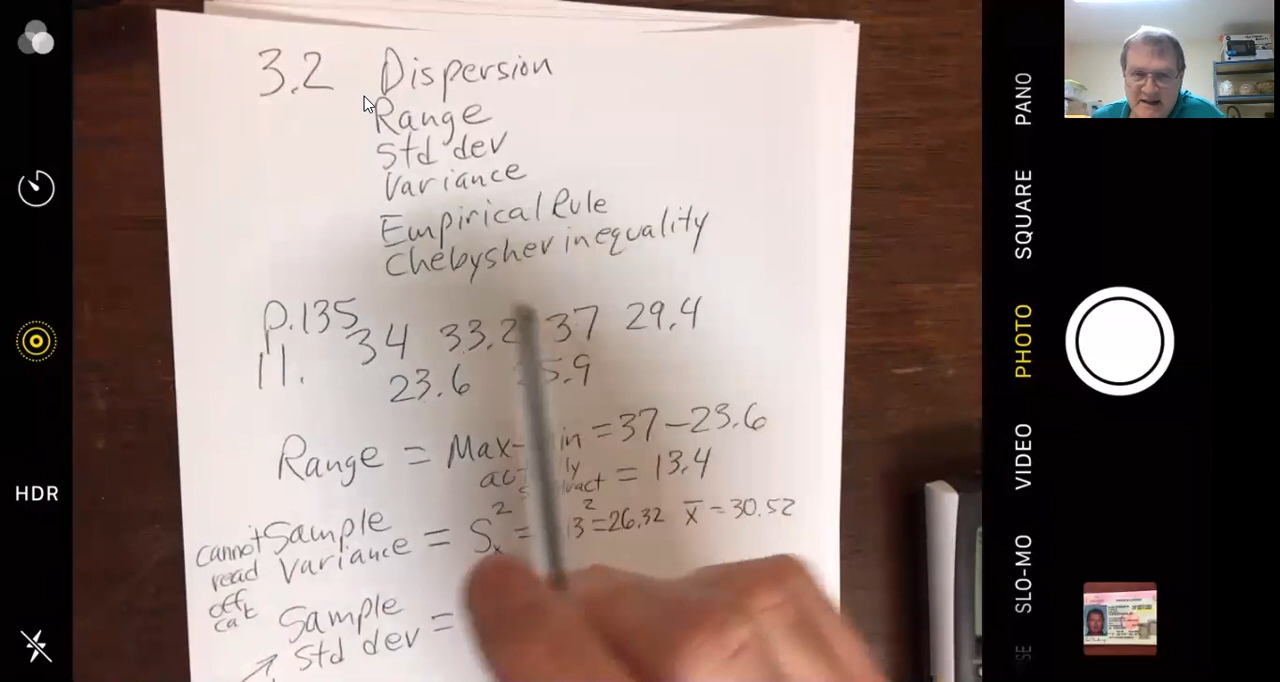 3.2 Dispersion
Range
Std dev
Variance
Empirical Rule
Chebyshev inequality
p.135
11. 34 33.2 37 29.4
23.6
Range = Max- = 37-23.6
= 13.4
cannot read off
Sample Variance = Sx² = =26.32 x̄ =30.52
Sample Std dev =
HDR
PANO
SQUARE
PHOTO
VIDEO
SLO-MO